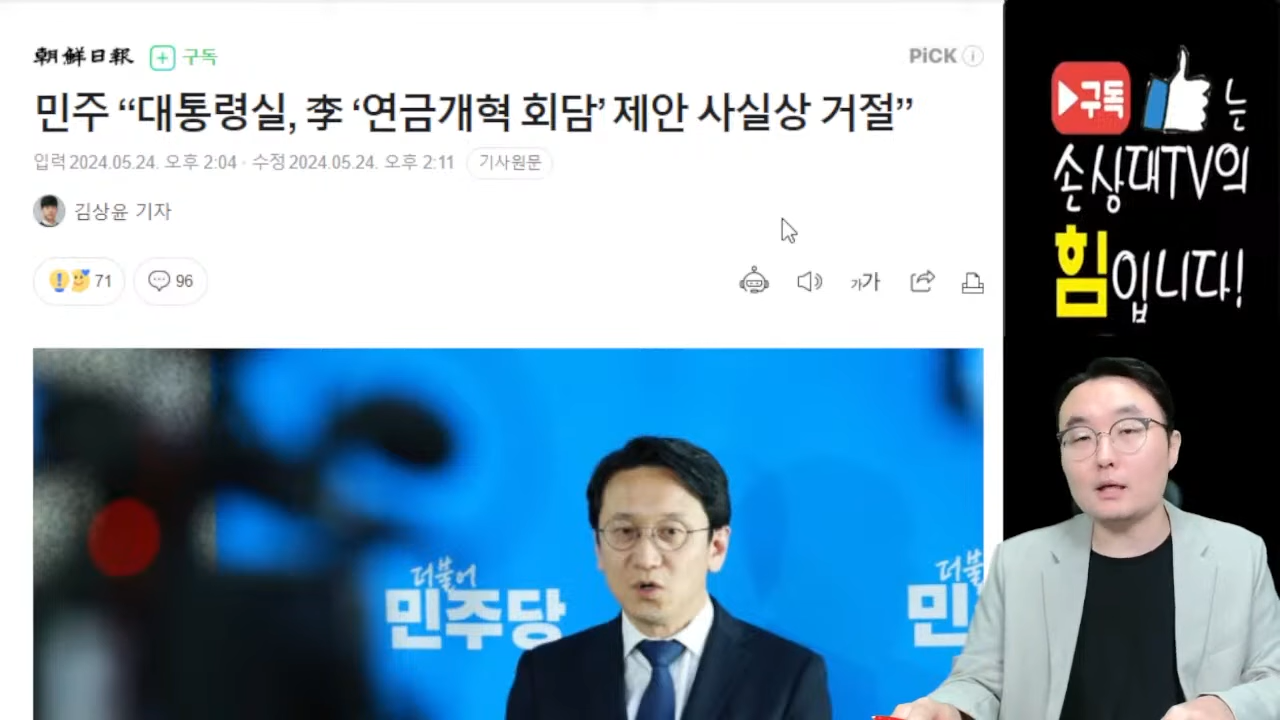 朝鮮日報 구독
PiCK
민주 “대통령실, 李 ‘연금개혁 회담’ 제안 사실상 거절”
입력 2024.05.24. 오후 2:04 · 수정 2024.05.24. 오후 2:11 기사원문
김상윤 기자
71 96
가가
더불어
민주당
더불
민
구독 는
손상대TV의
힘입니다!